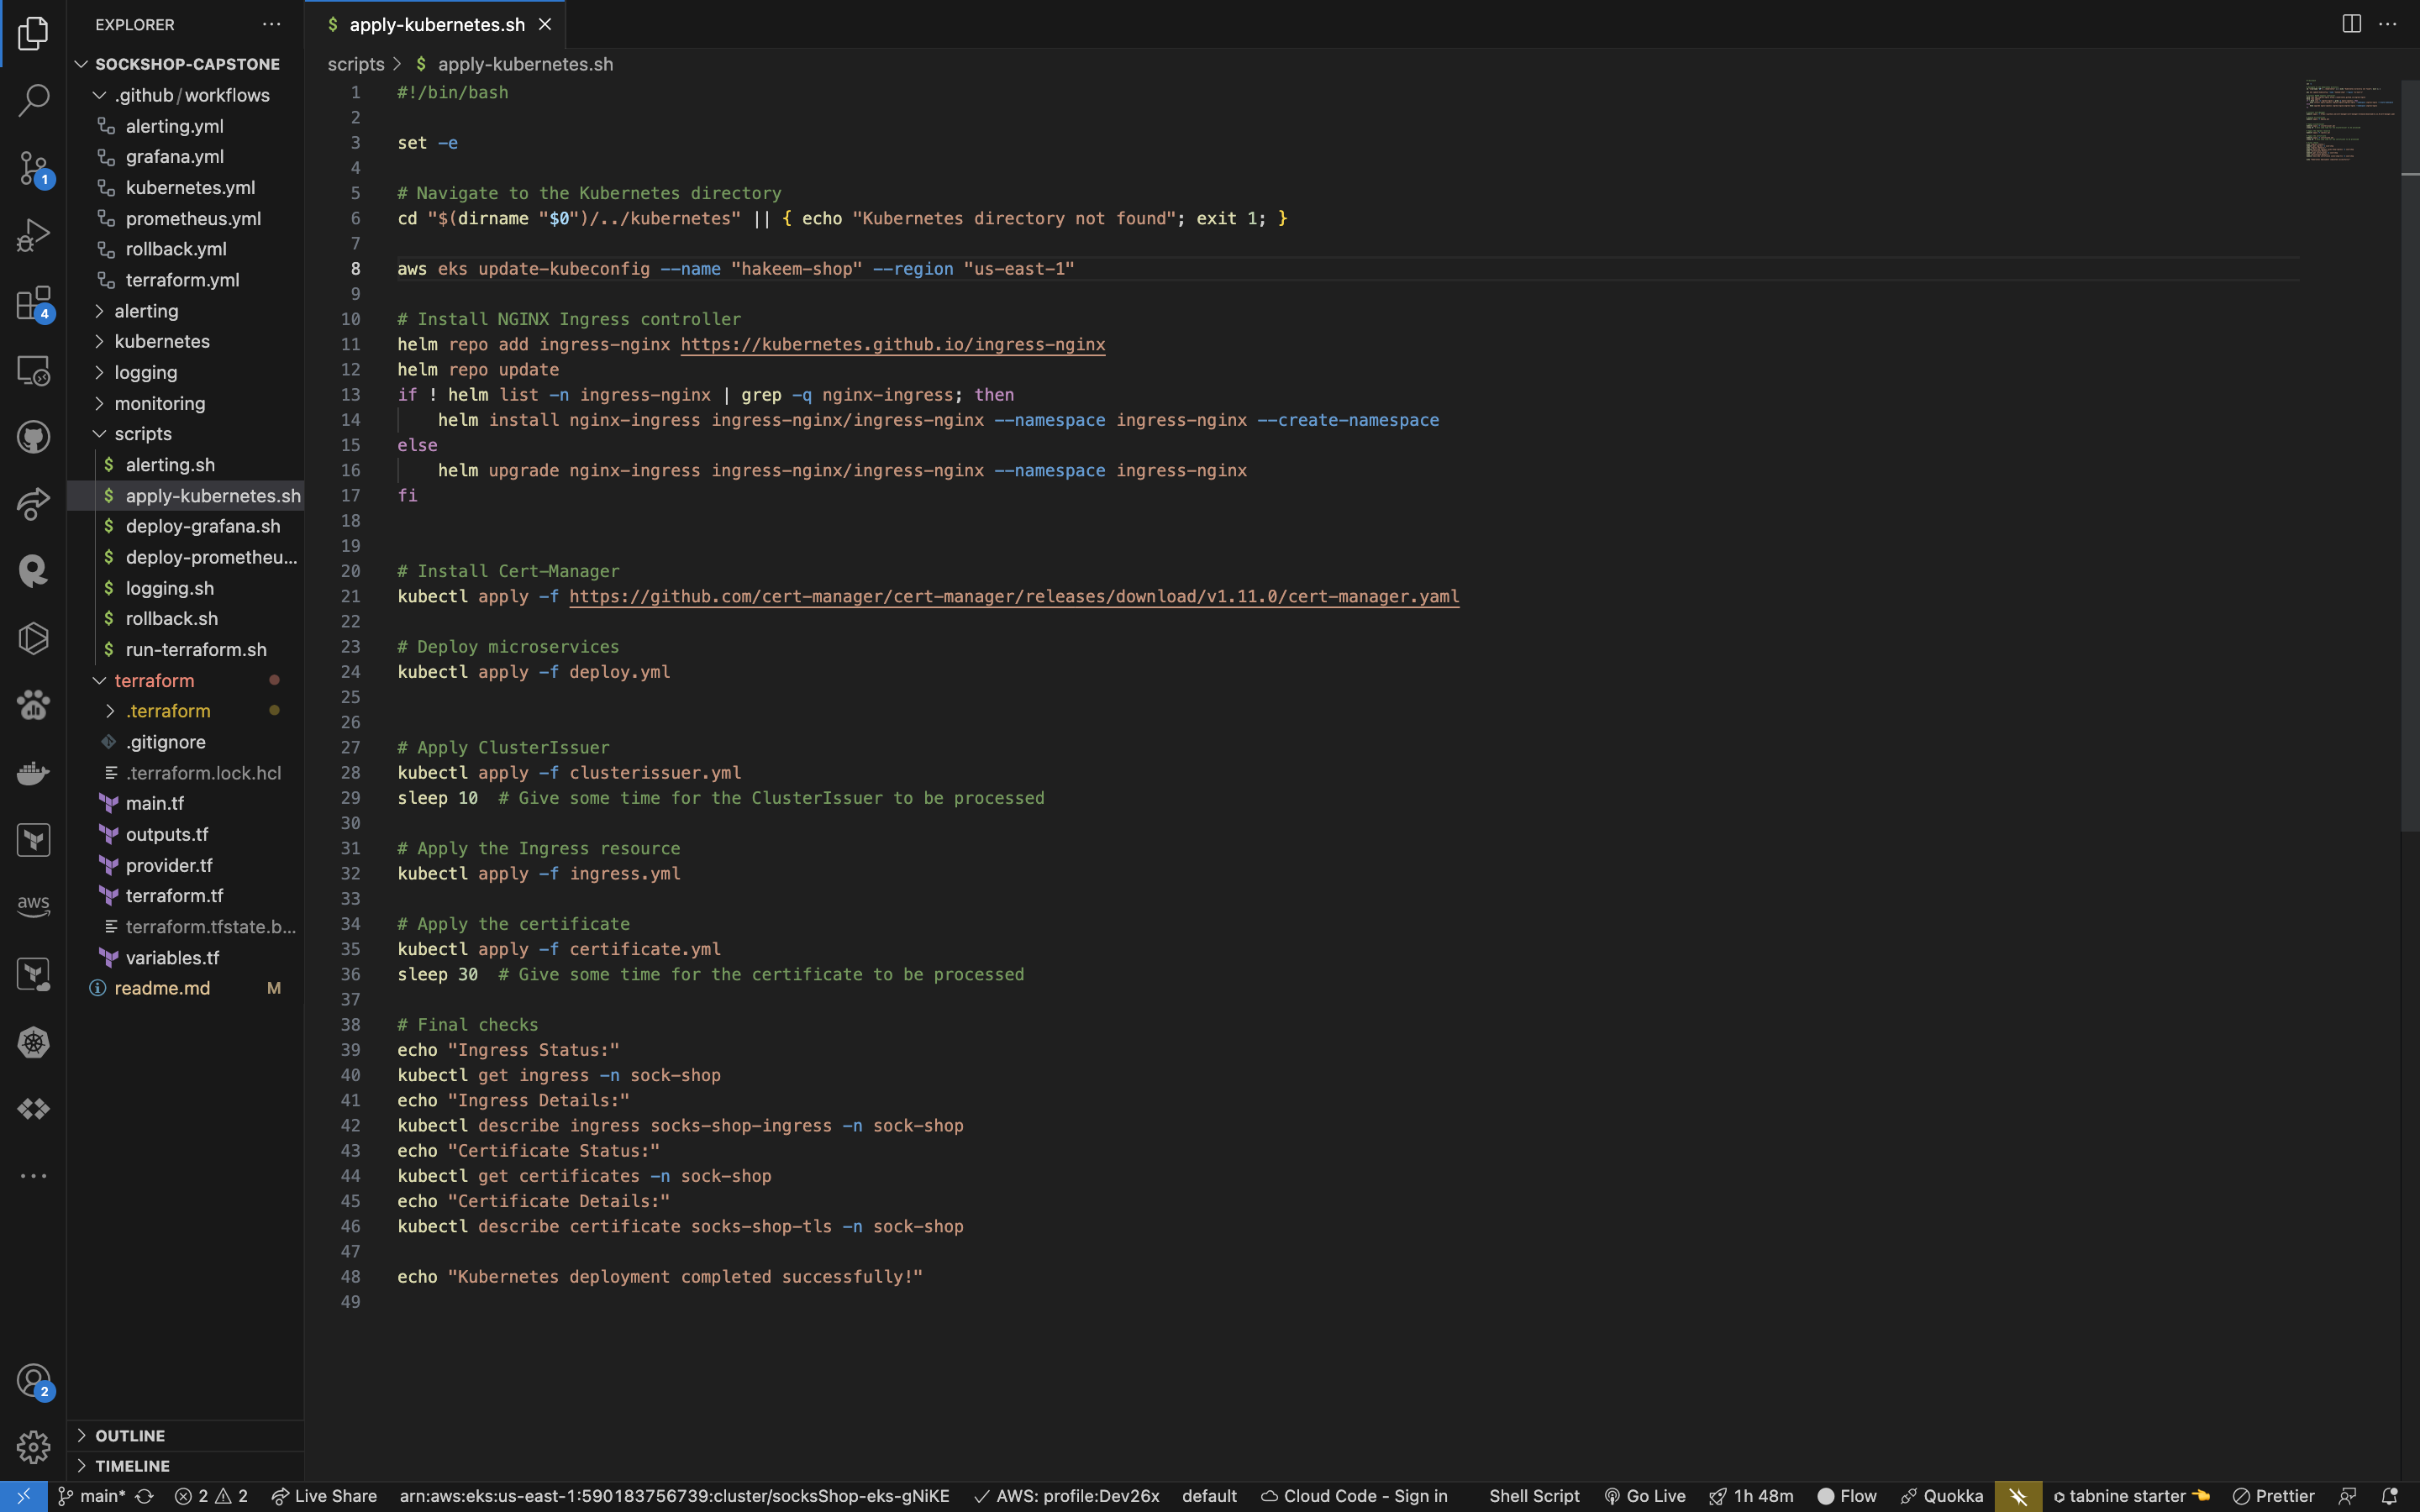 EXPLORER
SOCKSHOP-CAPSTONE
.github/workflows
alerting.yml
grafana.yml
kubernetes.yml
prometheus.yml
rollback.yml
terraform.yml
alerting
kubernetes
logging
monitoring
scripts
$ alerting.sh
$ apply-kubernetes.sh
$ deploy-grafana.sh
$ deploy-prometheu...
$ logging.sh
$ rollback.sh
$ run-terraform.sh
terraform
.terraform
.gitignore
.terraform.lock.hcl
main.tf
outputs.tf
provider.tf
terraform.tf
terraform.tfstate.b...
variables.tf
readme.md M
OUTLINE
TIMELINE
1
4
aws
2
$ apply-kubernetes.sh
scripts > $ apply-kubernetes.sh
1 #!/bin/bash
2
3 set -e
4
5 # Navigate to the Kubernetes directory
6 cd "$(dirname "$0")/../kubernetes" || { echo "Kubernetes directory not found"; exit 1; }
7
8 aws eks update-kubeconfig --name "hakeem-shop" --region "us-east-1"
9
10 # Install NGINX Ingress controller
11 helm repo add ingress-nginx https://kubernetes.github.io/ingress-nginx
12 helm repo update
13 if ! helm list -n ingress-nginx | grep -q nginx-ingress; then
14 helm install nginx-ingress ingress-nginx/ingress-nginx --namespace ingress-nginx --create-namespace
15 else
16 helm upgrade nginx-ingress ingress-nginx/ingress-nginx --namespace ingress-nginx
17 fi
18
19
20 # Install Cert-Manager
21 kubectl apply -f https://github.com/cert-manager/cert-manager/releases/download/v1.11.0/cert-manager.yaml
22
23 # Deploy microservices
24 kubectl apply -f deploy.yml
25
26
27 # Apply ClusterIssuer
28 kubectl apply -f clusterissuer.yml
29 sleep 10 # Give some time for the ClusterIssuer to be processed
30
31 # Apply the Ingress resource
32 kubectl apply -f ingress.yml
33
34 # Apply the certificate
35 kubectl apply -f certificate.yml
36 sleep 30 # Give some time for the certificate to be processed
37
38 # Final checks
39 echo "Ingress Status:"
40 kubectl get ingress -n sock-shop
41 echo "Ingress Details:"
42 kubectl describe ingress socks-shop-ingress -n sock-shop
43 echo "Certificate Status:"
44 kubectl get certificates -n sock-shop
45 echo "Certificate Details:"
46 kubectl describe certificate socks-shop-tls -n sock-shop
47
48 echo "Kubernetes deployment completed successfully!"
49
main* 2 2 Live Share arn:aws:eks:us-east-1:590183756739:cluster/socksShop-eks-gNiKE AWS: profile:Dev26x default Cloud Code - Sign in Shell Script Go Live 1h 48m Flow Quokka tabnine starter Prettier